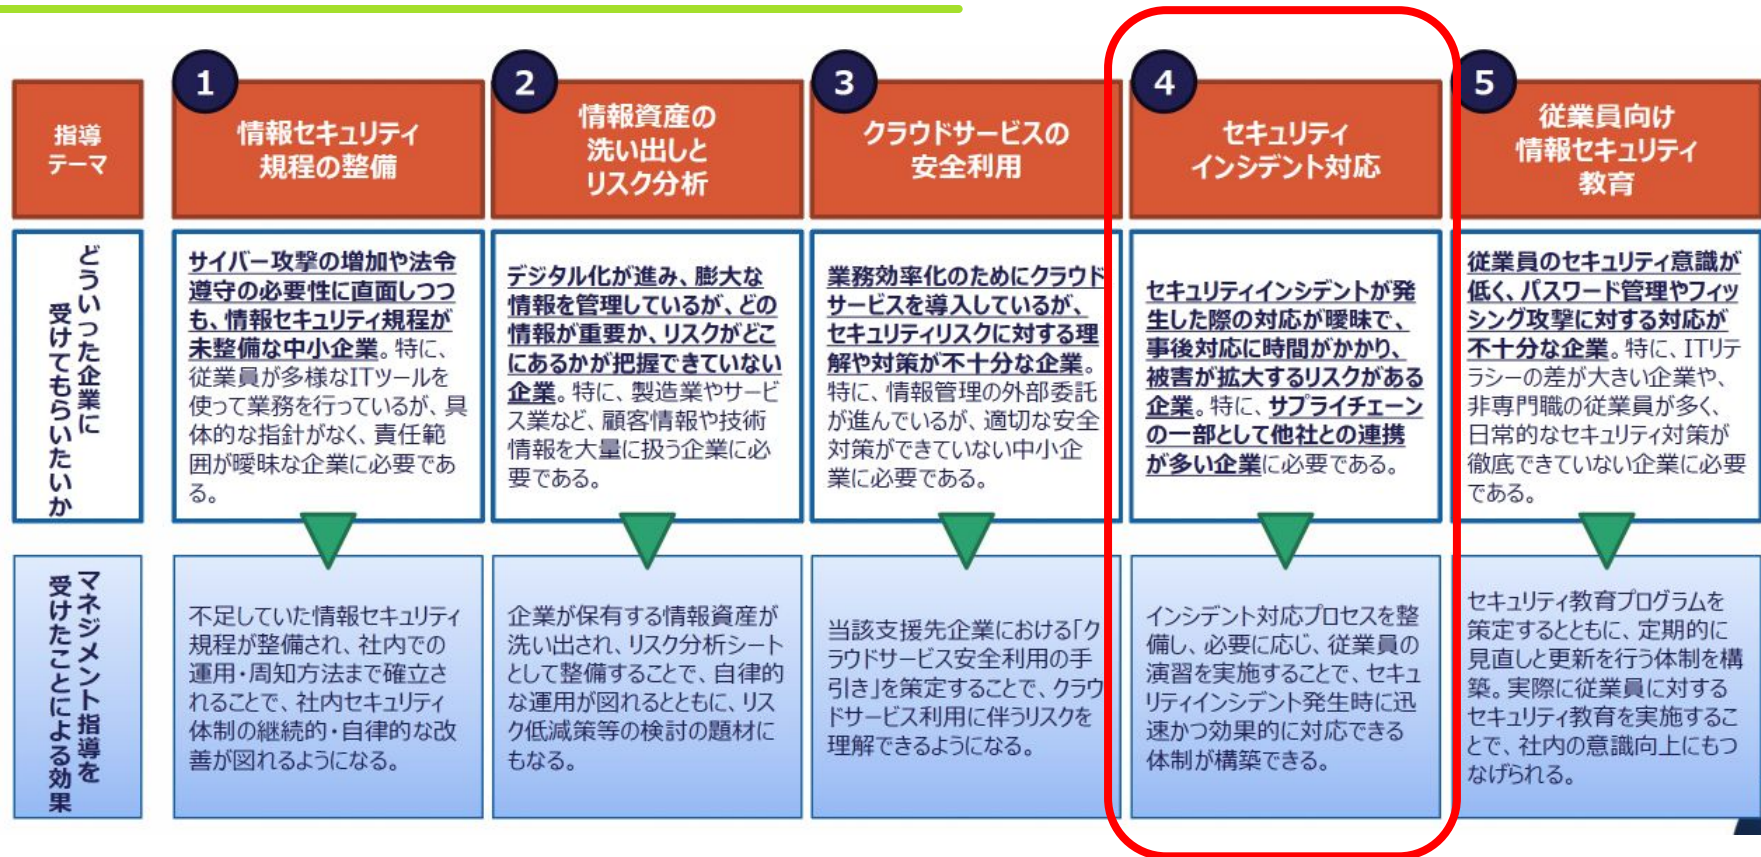 指導
テーマ
1
情報セキュリティ
規程の整備
2
情報資産の
洗い出しと
リスク分析
3
クラウドサービスの
安全利用
4
セキュリティ
インシデント対応
5
従業員向け
情報セキュリティ
教育
どういった企業に
受けてもらいたいか
サイバー攻撃の増加や法令
遵守の必要性に直面しつつ
も、情報セキュリティ規程が
未整備な中小企業。特に、
従業員が多様なITツールを
使って業務を行っているが、具
体的な指針がなく、責任範
囲が曖昧な企業に必要であ
る。
デジタル化が進み、膨大な
情報を管理しているが、どの
情報が重要か、リスクがどこ
にあるかが把握できていない
企業。特に、製造業やサービ
ス業など、顧客情報や技術
情報を大量に扱う企業に必
要である。
業務効率化のためにクラウド
サービスを導入しているが、
セキュリティリスクに対する理
解や対策が不十分な企業。
特に、情報管理の外部委託
が進んでいるが、適切な安全
対策ができていない中小企
業に必要である。
セキュリティインシデントが発
生した際の対応が曖昧で、
事後対応に時間がかかり、
被害が拡大するリスクがある
企業。特に、サプライチェーン
の一部として他社との連携
が多い企業に必要である。
従業員のセキュリティ意識が
低く、パスワード管理やフィッ
シング攻撃に対する対応が
不十分な企業。特に、ITリテ
ラシーの差が大きい企業や、
非専門職の従業員が多く、
日常的なセキュリティ対策が
徹底できていない企業に必要
である。
マネジメント指導を
受けたことによる効果
不足していた情報セキュリティ
規程が整備され、社内での
運用・周知方法まで確立さ
れることで、社内セキュリティ
体制の継続的・自律的な改
善が図れるようになる。
企業が保有する情報資産が
洗い出され、リスク分析シート
として整備することで、自律的
な運用が図れるとともに、リス
ク低減策等の検討の題材に
もなる。
当該支援先企業における「ク
ラウドサービス安全利用の手
引き」を策定することで、クラウ
ドサービス利用に伴うリスクを
理解できるようになる。
インシデント対応プロセスを整
備し、必要に応じ、従業員の
演習を実施することで、セキュ
リティインシデント発生時に迅
速かつ効果的に対応できる
体制が構築できる。
セキュリティ教育プログラムを
策定するとともに、定期的に
見直しと更新を行う体制を構
築。実際に従業員に対する
セキュリティ教育を実施するこ
とで、社内の意識向上にもつ
なげられる。